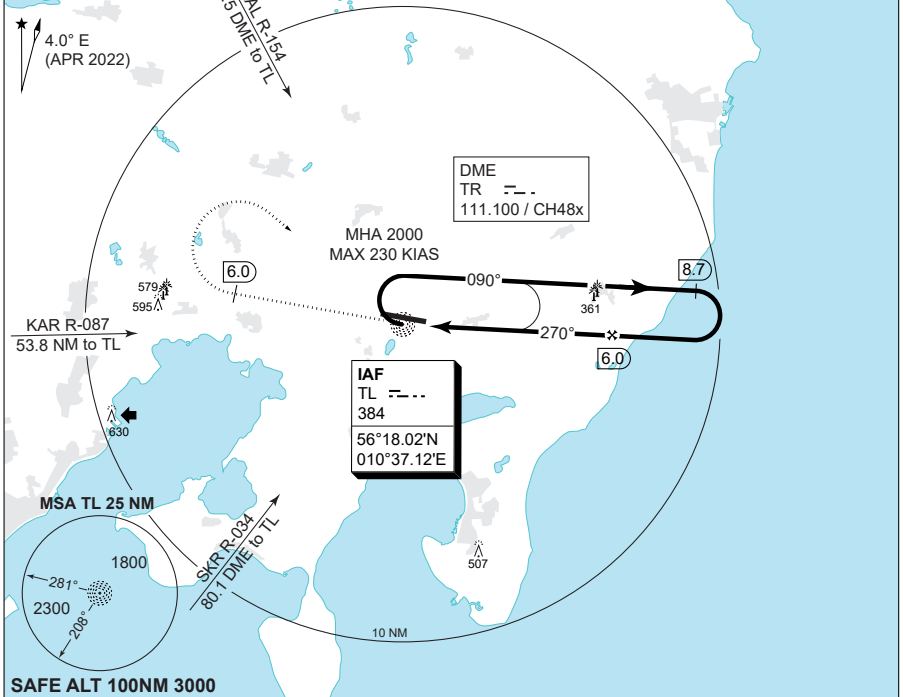 AL R-154
5 DME to TL
4.0° E
(APR 2022)
DME
TR
111.100 / CH48x
MHA 2000
MAX 230 KIAS
6.0
090°
8.7
579
595
361
KAR R-087
53.8 NM to TL
270°
6.0
IAF
TL
384
56°18.02'N
010°37.12'E
630
MSA TL 25 NM
1800
281°
2300
208°
SKR R-034
80.1 DME to TL
507
10 NM
SAFE ALT 100NM 3000